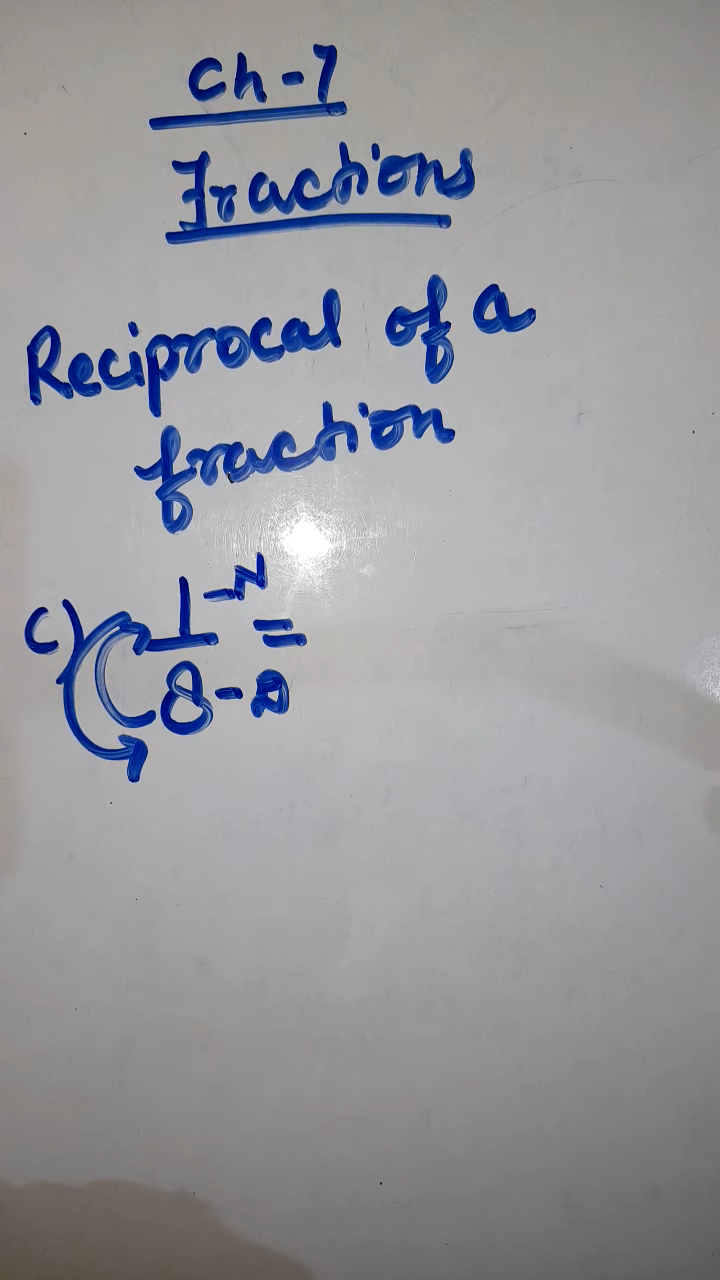 Ch-7
Fractions
Reciprocal of a
fraction
c) 1 - N =
8 - D